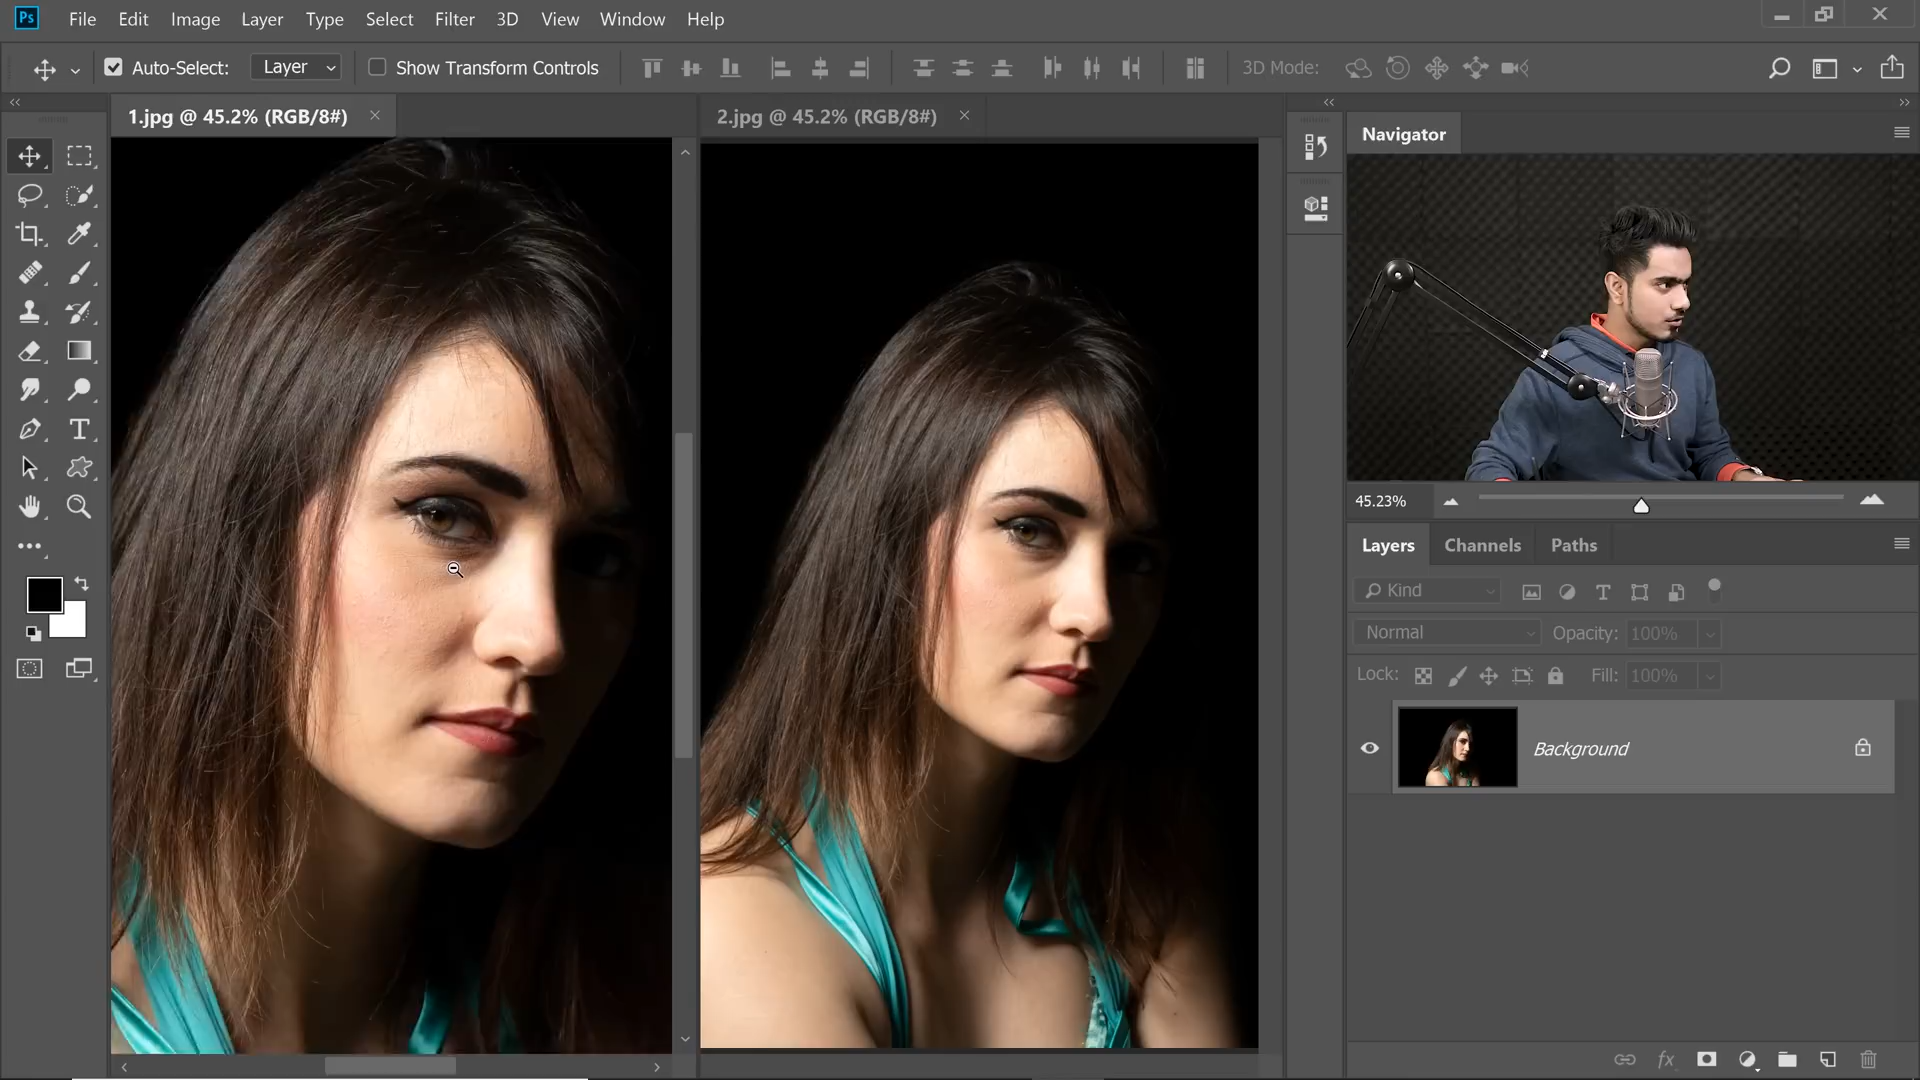 Ps File Edit Image Layer Type Select Filter 3D View Window Help
Auto-Select: Layer Show Transform Controls 3D Mode:
1.jpg @ 45.2% (RGB/8#) 2.jpg @ 45.2% (RGB/8#)
Navigator
45.23%
Layers Channels Paths
Kind
Normal Opacity: 100%
Lock: Fill: 100%
Background
fx